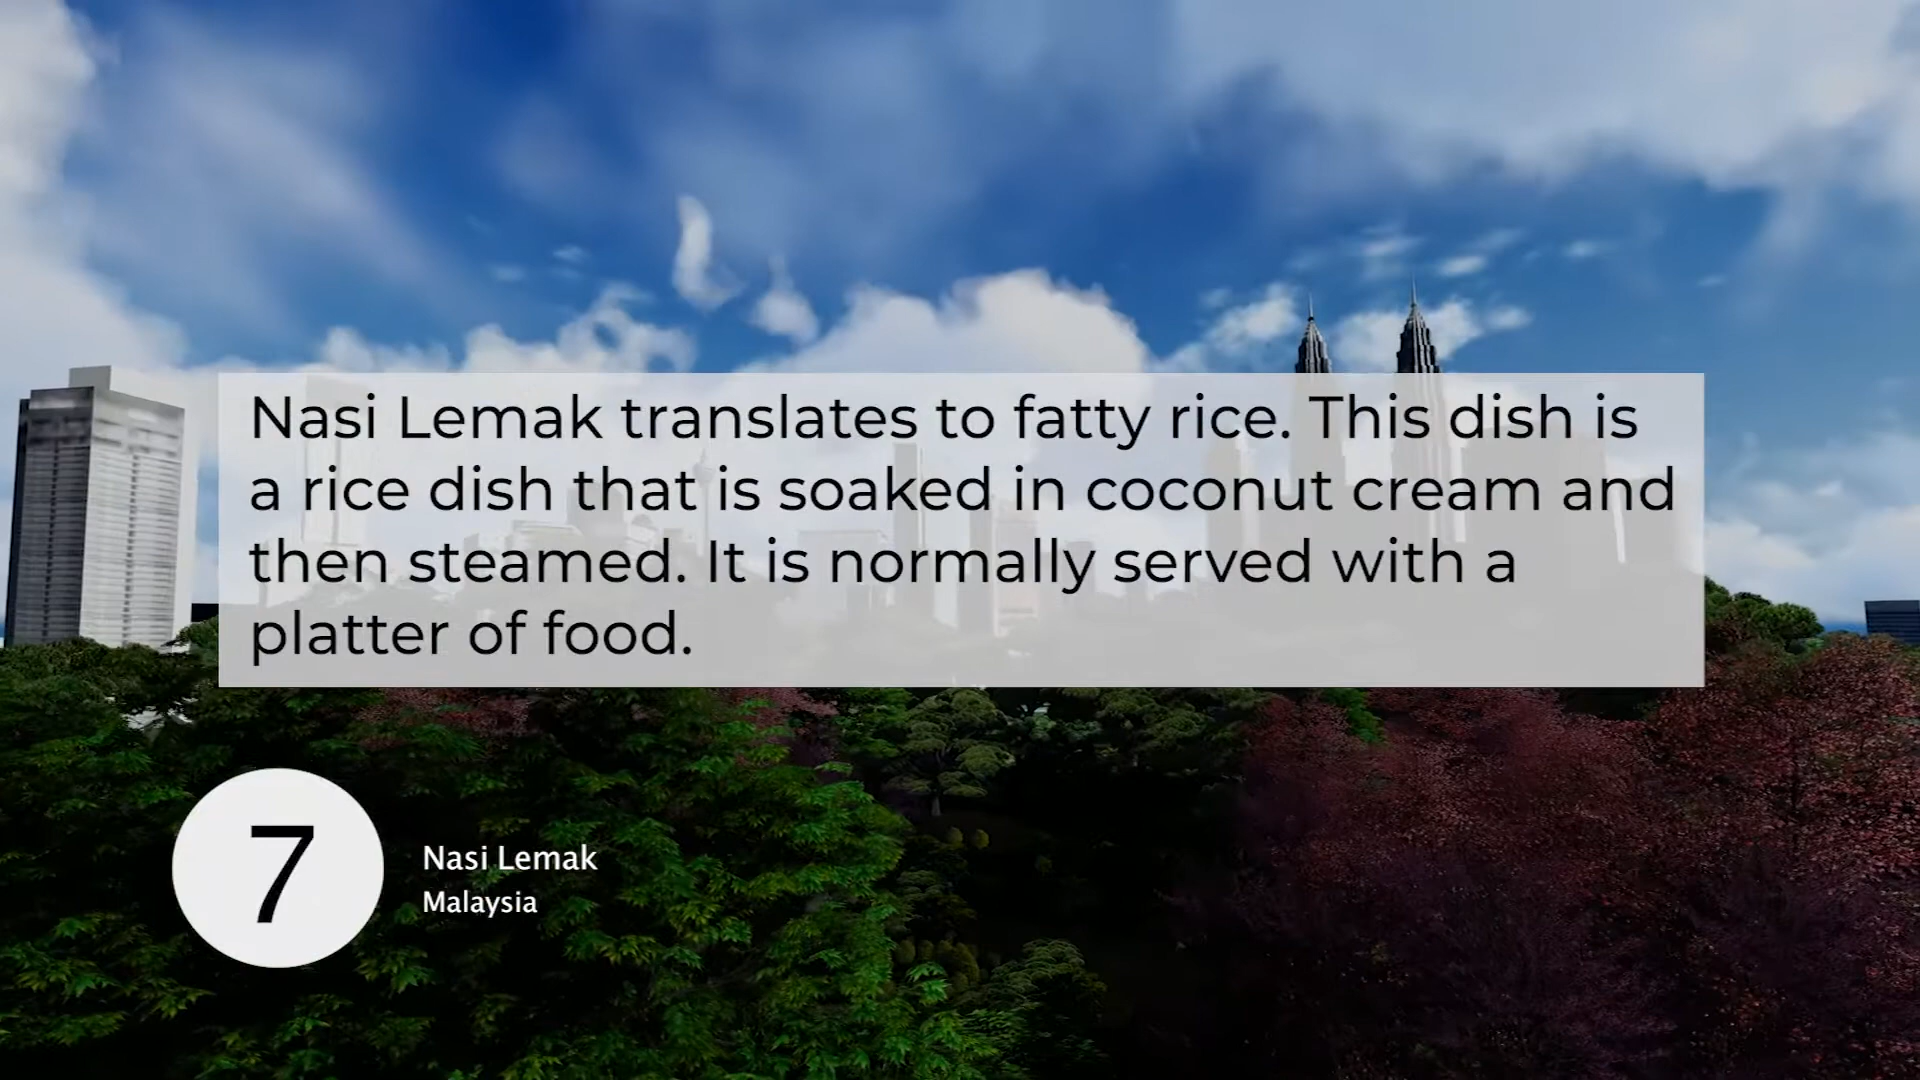 Nasi Lemak translates to fatty rice. This dish is
a rice dish that is soaked in coconut cream and
then steamed. It is normally served with a
platter of food.
7
Nasi Lemak
Malaysia